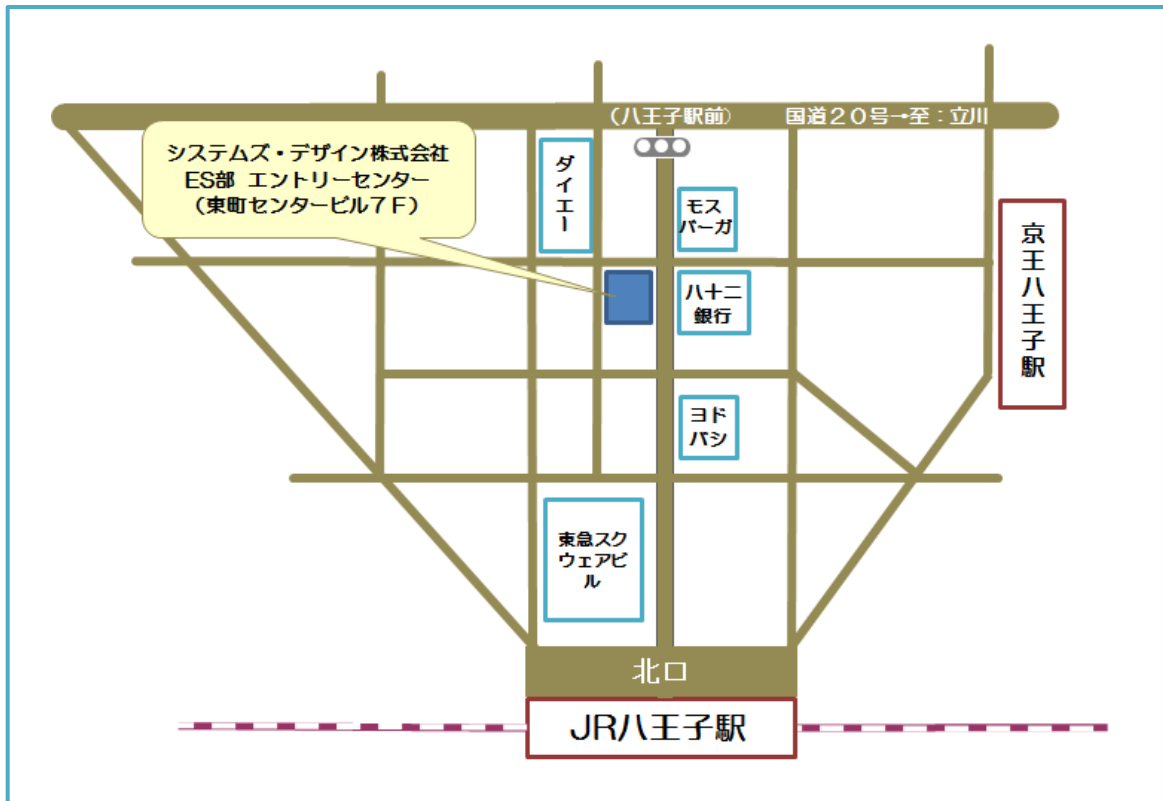 （八王子駅前）　国道２０号→至：立川
システムズ・デザイン株式会社
ES部 エントリーセンター
（東町センタービル７Ｆ）
ダイエー
モス
バーガ
京王八王子駅
八十二
銀行
ヨド
バシ
東急スク
ウェアビ
ル
北口
JR八王子駅